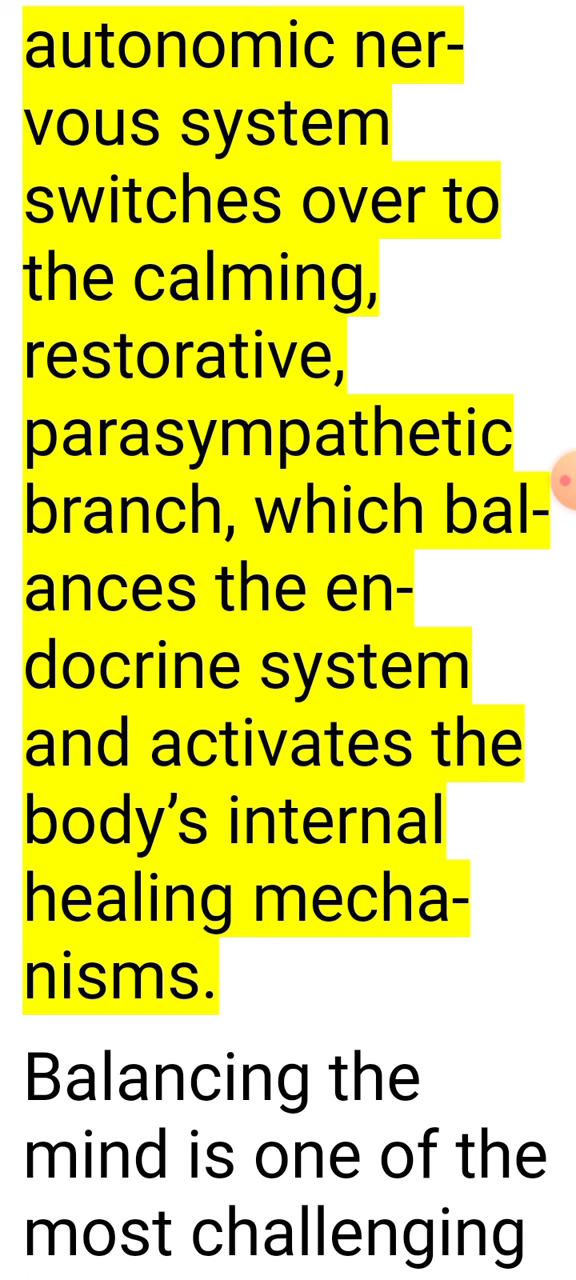 autonomic ner-
vous system
switches over to
the calming,
restorative,
parasympathetic
branch, which bal-
ances the en-
docrine system
and activates the
body’s internal
healing mecha-
nisms.
Balancing the
mind is one of the
most challenging